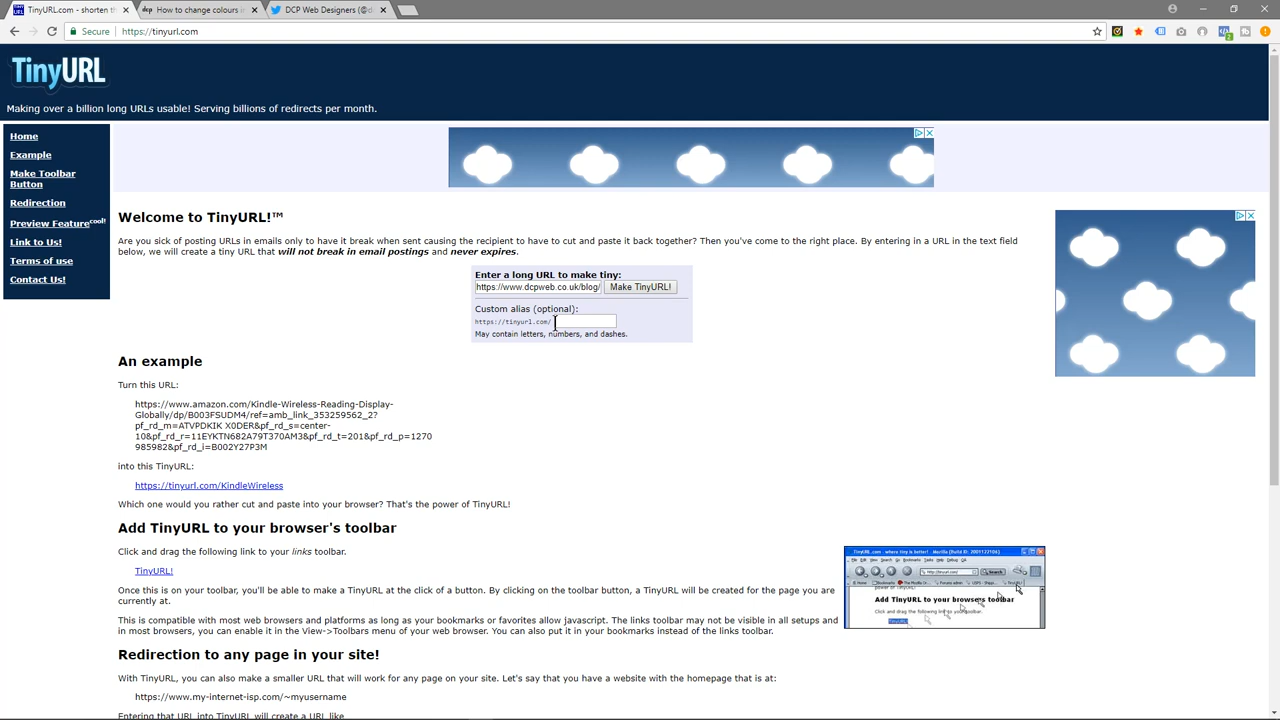 TinyURL.com - shorten th
dcp How to change colours in
DCP Web Designers (@d
Secure https://tinyurl.com
TinyURL
Making over a billion long URLs usable! Serving billions of redirects per month.
Home
Example
Make Toolbar
Button
Redirection
Preview Feature cool!
Link to Us!
Terms of use
Contact Us!
Welcome to TinyURL!™
Are you sick of posting URLs in emails only to have it break when sent causing the recipient to have to cut and paste it back together? Then you've come to the right place. By entering in a URL in the text field
below, we will create a tiny URL that will not break in email postings and never expires.
Enter a long URL to make tiny:
https://www.dcpweb.co.uk/blog/ Make TinyURL!
Custom alias (optional):
https://tinyurl.com/
May contain letters, numbers, and dashes.
An example
Turn this URL:
https://www.amazon.com/Kindle-Wireless-Reading-Display-
Globally/dp/B003FSUDM4/ref=amb_link_353259562_2?
pf_rd_m=ATVPDKIK X0DER&pf_rd_s=center-
10&pf_rd_r=11EYKTN682A79T370AM3&pf_rd_t=201&pf_rd_p=1270
985982&pf_rd_i=B002Y27P3M
into this TinyURL:
https://tinyurl.com/KindleWireless
Which one would you rather cut and paste into your browser? That's the power of TinyURL!
Add TinyURL to your browser's toolbar
Click and drag the following link to your links toolbar.
TinyURL!
Once this is on your toolbar, you'll be able to make a TinyURL at the click of a button. By clicking on the toolbar button, a TinyURL will be created for the page you are
currently at.
This is compatible with most web browsers and platforms as long as your bookmarks or favorites allow javascript. The links toolbar may not be visible in all setups and
in most browsers, you can enable it in the View->Toolbars menu of your web browser. You can also put it in your bookmarks instead of the links toolbar.
Add TinyURL to your browser's toolbar
Redirection to any page in your site!
With TinyURL, you can also make a smaller URL that will work for any page on your site. Let's say that you have a website with the homepage that is at:
https://www.my-internet-isp.com/~myusername
Entering that URL into TinyURL will create a URL like